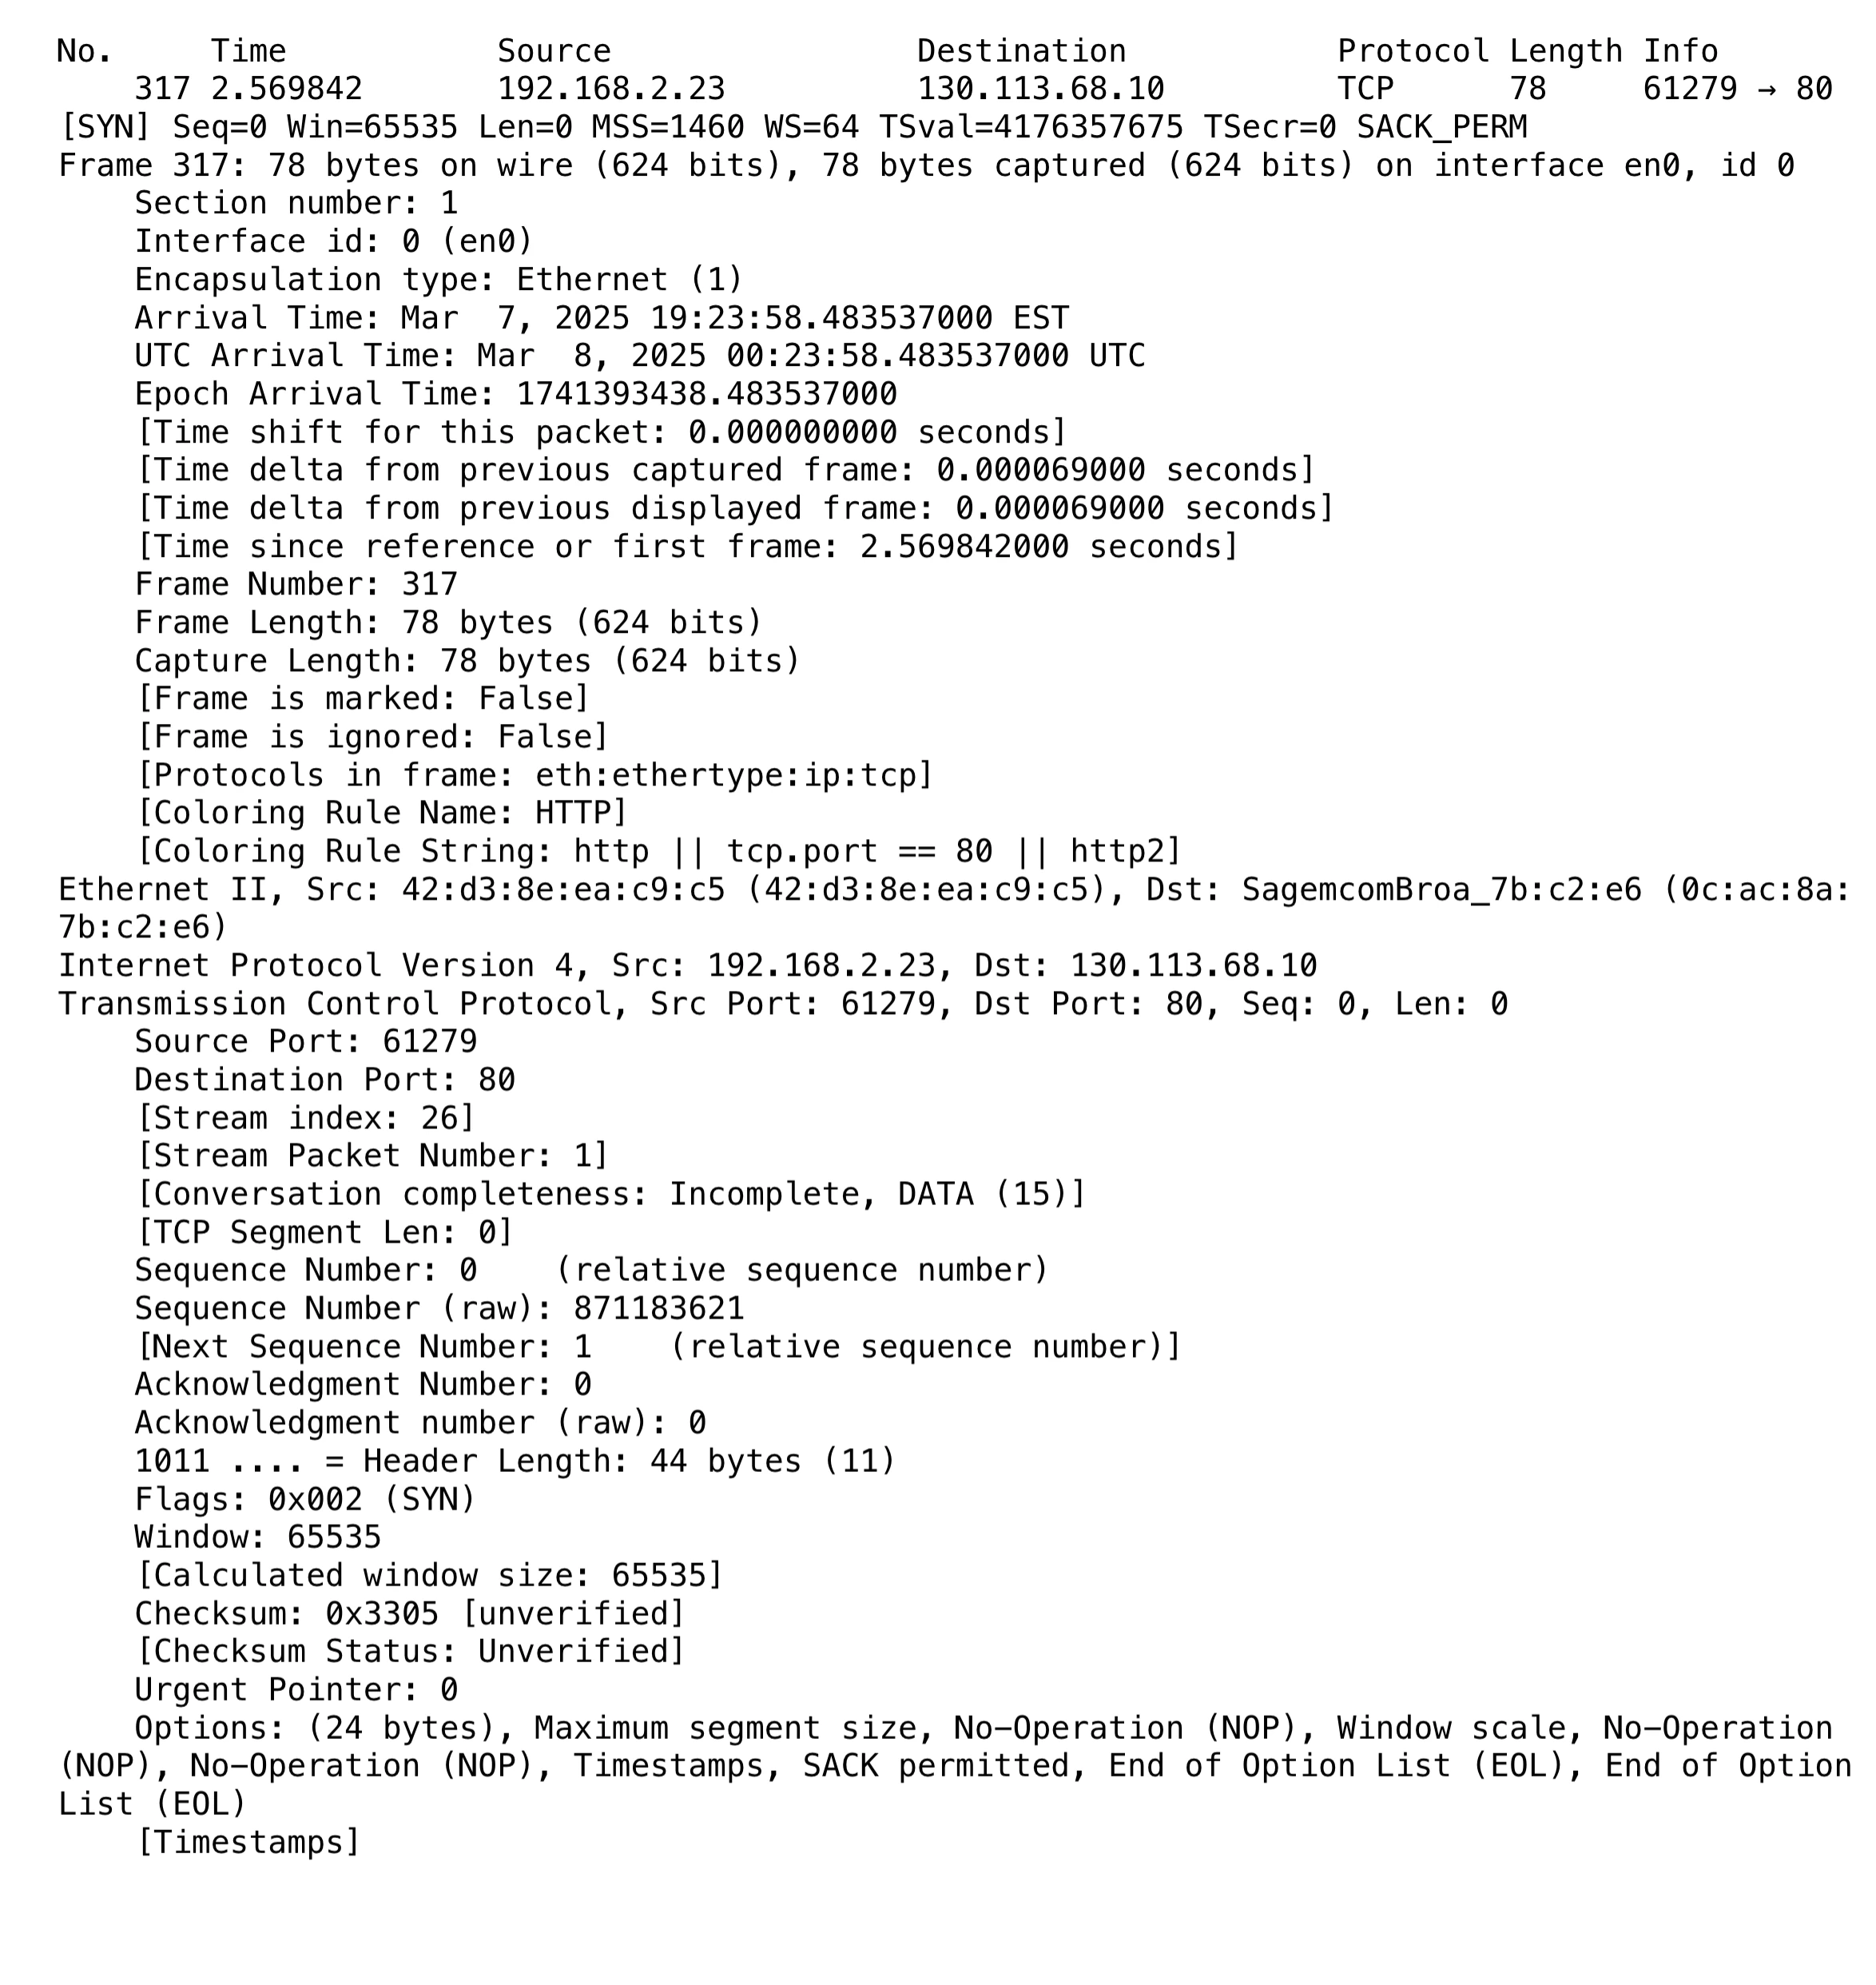 No.     Time           Source                Destination           Protocol Length Info
    317 2.569842       192.168.2.23          130.113.68.10         TCP      78     61279 → 80
[SYN] Seq=0 Win=65535 Len=0 MSS=1460 WS=64 TSval=4176357675 TSecr=0 SACK_PERM
Frame 317: 78 bytes on wire (624 bits), 78 bytes captured (624 bits) on interface en0, id 0
    Section number: 1
    Interface id: 0 (en0)
    Encapsulation type: Ethernet (1)
    Arrival Time: Mar  7, 2025 19:23:58.483537000 EST
    UTC Arrival Time: Mar  8, 2025 00:23:58.483537000 UTC
    Epoch Arrival Time: 1741393438.483537000
    [Time shift for this packet: 0.000000000 seconds]
    [Time delta from previous captured frame: 0.000069000 seconds]
    [Time delta from previous displayed frame: 0.000069000 seconds]
    [Time since reference or first frame: 2.569842000 seconds]
    Frame Number: 317
    Frame Length: 78 bytes (624 bits)
    Capture Length: 78 bytes (624 bits)
    [Frame is marked: False]
    [Frame is ignored: False]
    [Protocols in frame: eth:ethertype:ip:tcp]
    [Coloring Rule Name: HTTP]
    [Coloring Rule String: http || tcp.port == 80 || http2]
Ethernet II, Src: 42:d3:8e:ea:c9:c5 (42:d3:8e:ea:c9:c5), Dst: SagemcomBroa_7b:c2:e6 (0c:ac:8a:
7b:c2:e6)
Internet Protocol Version 4, Src: 192.168.2.23, Dst: 130.113.68.10
Transmission Control Protocol, Src Port: 61279, Dst Port: 80, Seq: 0, Len: 0
    Source Port: 61279
    Destination Port: 80
    [Stream index: 26]
    [Stream Packet Number: 1]
    [Conversation completeness: Incomplete, DATA (15)]
    [TCP Segment Len: 0]
    Sequence Number: 0    (relative sequence number)
    Sequence Number (raw): 871183621
    [Next Sequence Number: 1    (relative sequence number)]
    Acknowledgment Number: 0
    Acknowledgment number (raw): 0
    1011 .... = Header Length: 44 bytes (11)
    Flags: 0x002 (SYN)
    Window: 65535
    [Calculated window size: 65535]
    Checksum: 0x3305 [unverified]
    [Checksum Status: Unverified]
    Urgent Pointer: 0
    Options: (24 bytes), Maximum segment size, No-Operation (NOP), Window scale, No-Operation
(NOP), No-Operation (NOP), Timestamps, SACK permitted, End of Option List (EOL), End of Option
List (EOL)
    [Timestamps]